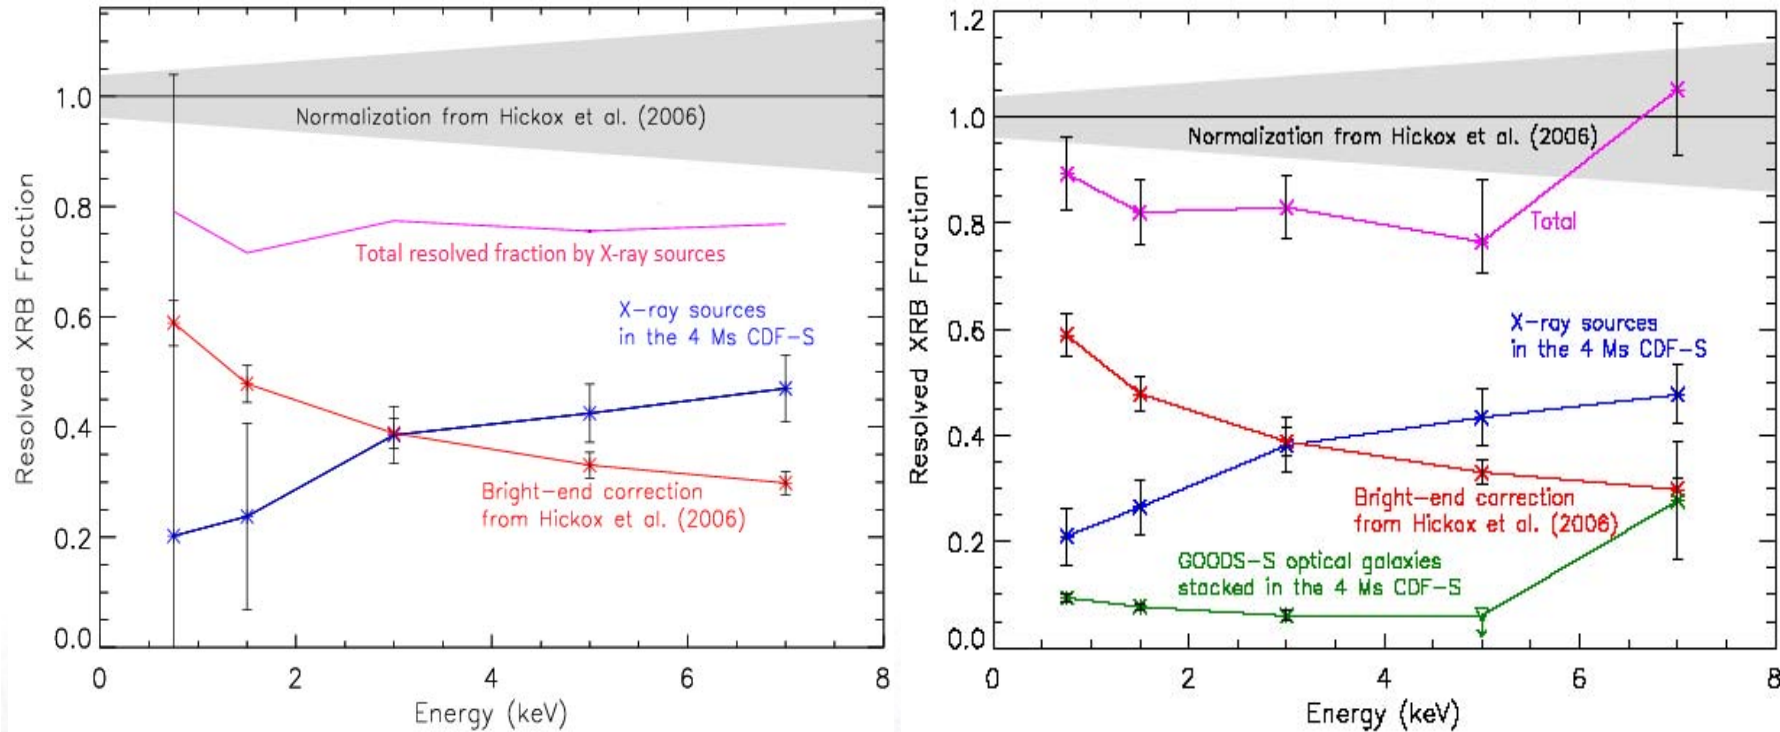 1.0
0.8
0.6
0.4
0.2
0.0
Resolved XRB Fraction
Normalization from Hickox et al. (2006)
Total resolved fraction by X-ray sources
X-ray sources
in the 4 Ms CDF-S
Bright-end correction
from Hickox et al. (2006)
0 2 4 6 8
Energy (keV)
1.2
1.0
0.8
0.6
0.4
0.2
0.0
Resolved XRB Fraction
Normalization from Hickox et al. (2006)
Total
X-ray sources
in the 4 Ms CDF-S
Bright-end correction
from Hickox et al. (2006)
GOODS-S optical galaxies
stacked in the 4 Ms CDF-S
0 2 4 6 8
Energy (keV)